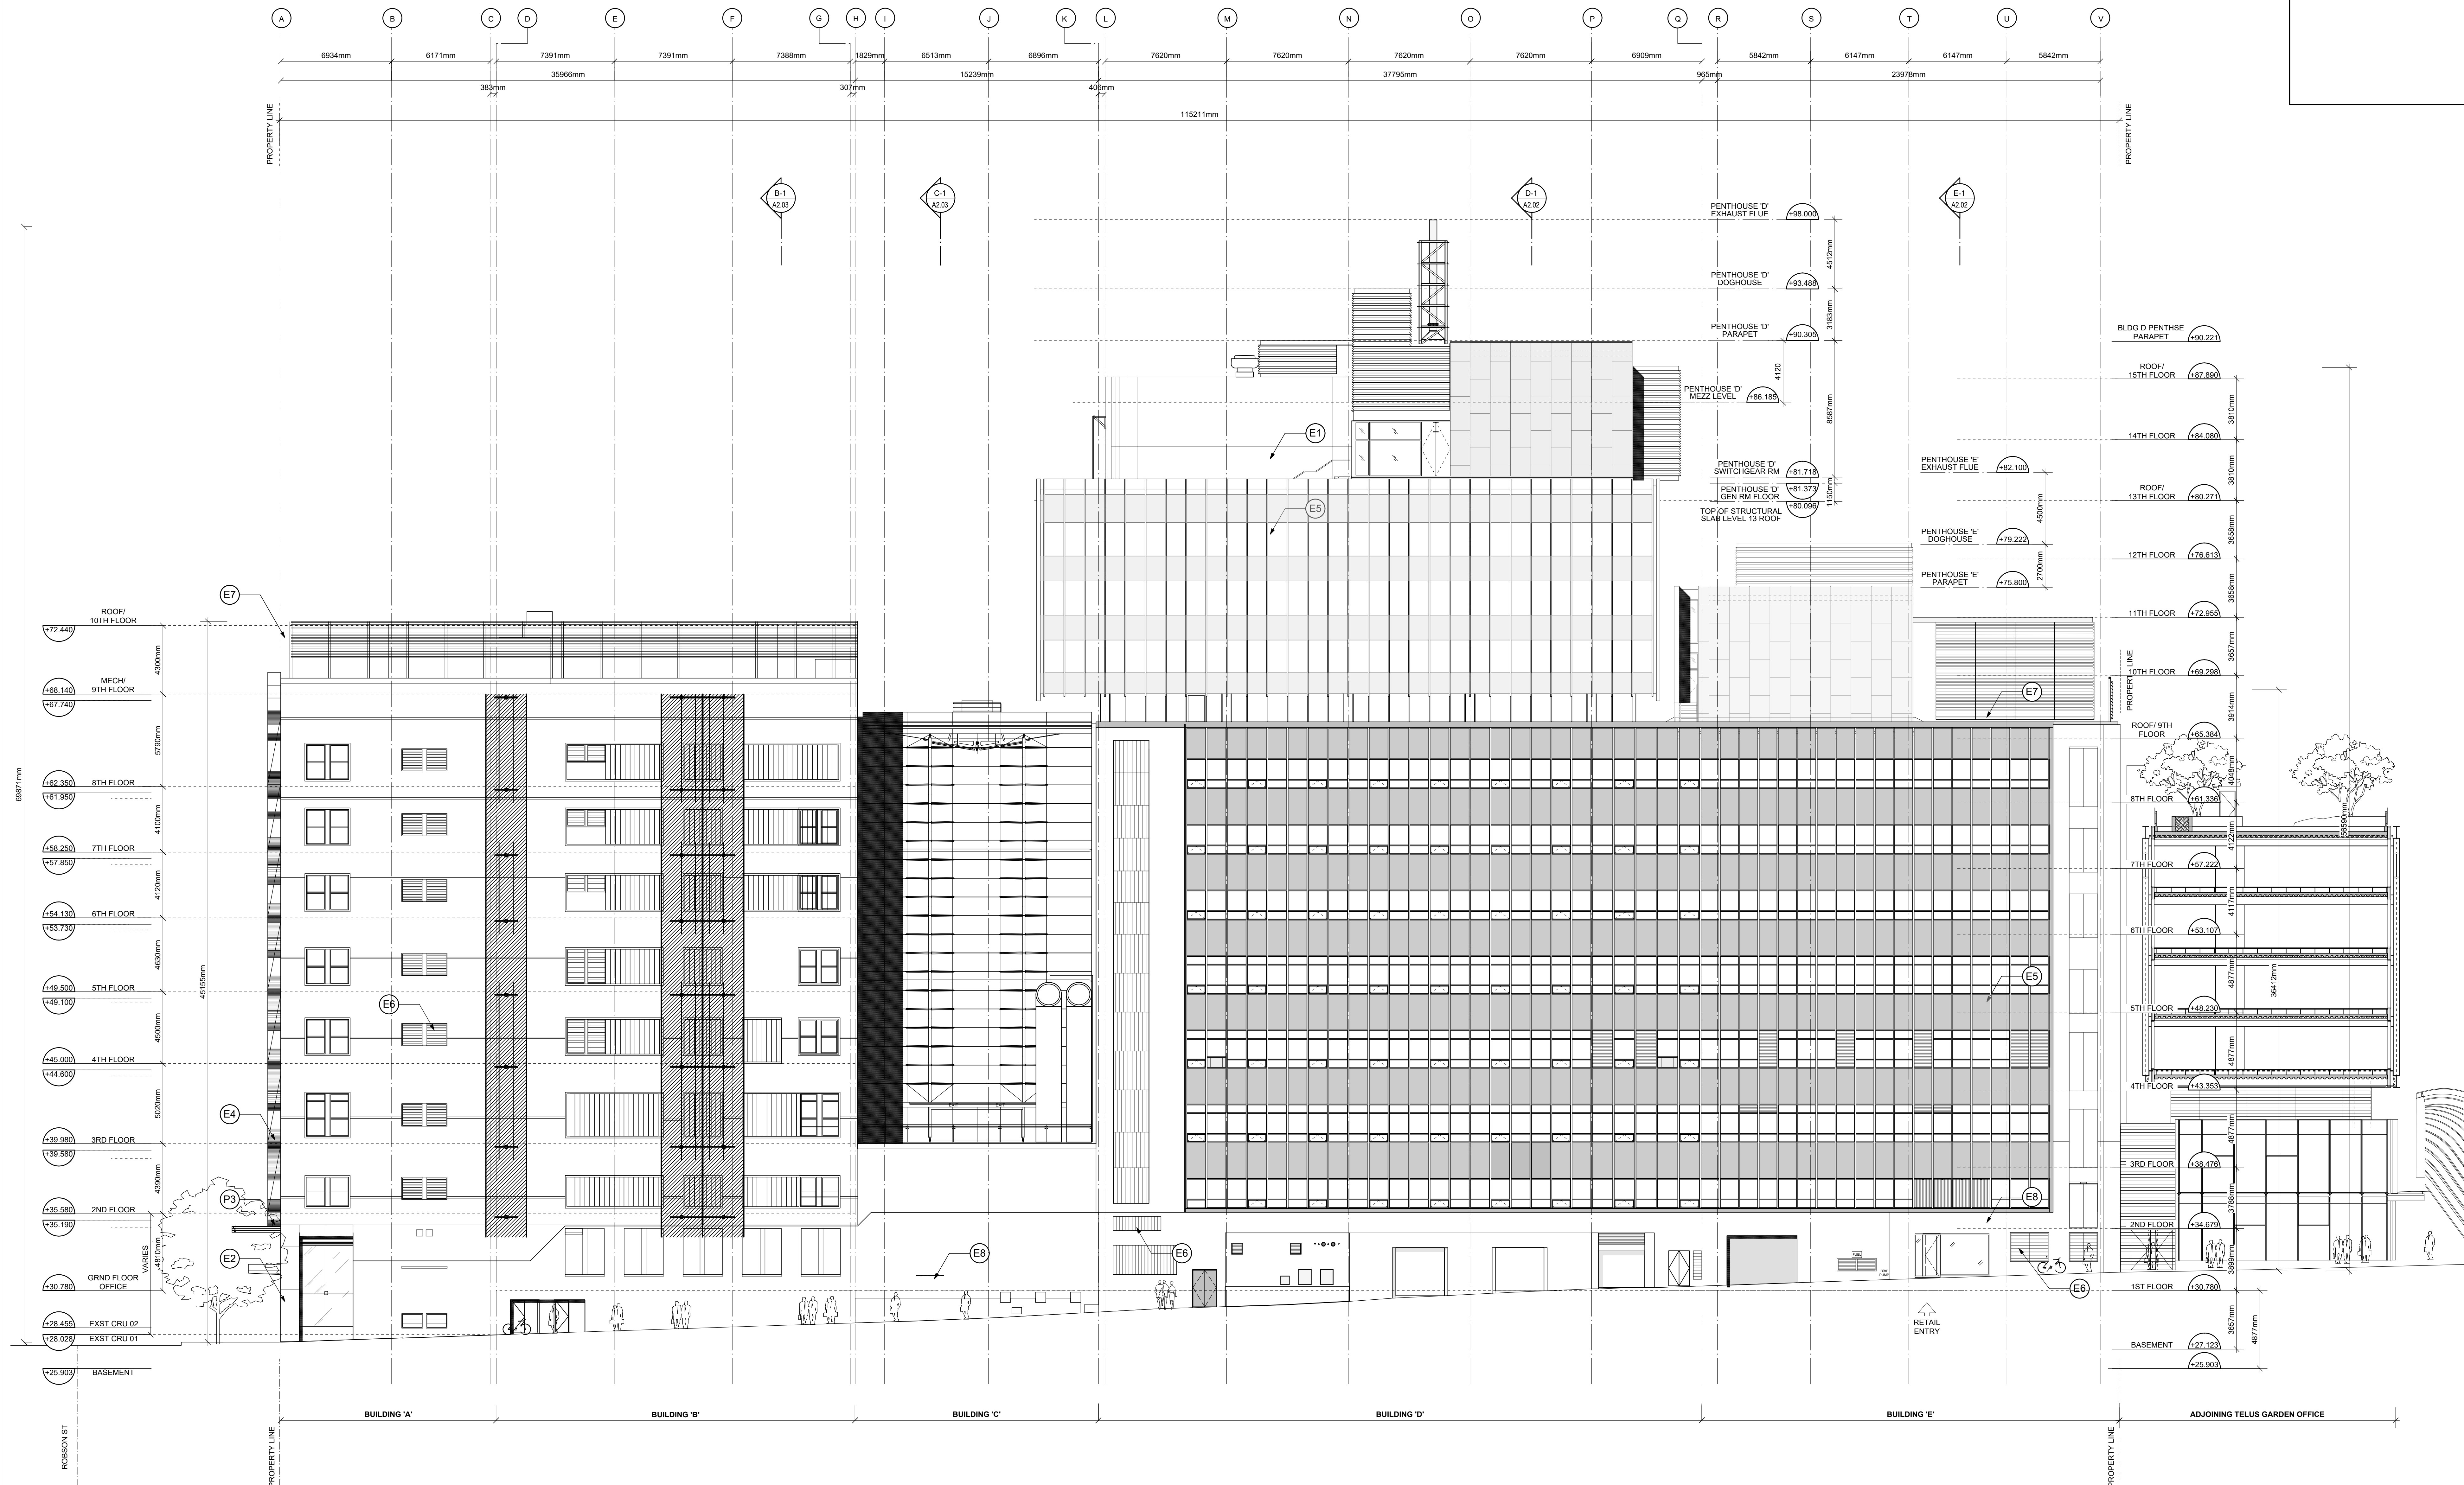 A B C D E F G H I J K L M N O P Q R S T U V
6934mm 6171mm 7391mm 7391mm 7388mm 1829mm 6513mm 6896mm 7620mm 7620mm 7620mm 7620mm 6909mm 5842mm 6147mm 6147mm 5842mm
35966mm 15239mm 37795mm 965mm 23978mm
383mm 307mm 406mm
115211mm
PROPERTY LINE
PROPERTY LINE
B-1
A2.03
C-1
A2.03
D-1
A2.02
E-1
A2.02
PENTHOUSE 'D'
EXHAUST FLUE +98.000
4512mm
PENTHOUSE 'D'
DOGHOUSE +93.488
3183mm
PENTHOUSE 'D'
PARAPET +90.305
4120
8587mm
PENTHOUSE 'D'
MEZZ LEVEL +86.185
PENTHOUSE 'D'
SWITCHGEAR RM +81.718
PENTHOUSE 'D'
GEN RM FLOOR +81.373
1150mm
TOP OF STRUCTURAL
SLAB LEVEL 13 ROOF +80.096
PENTHOUSE 'E'
EXHAUST FLUE +82.100
4500mm
PENTHOUSE 'E'
DOGHOUSE +79.222
2700mm
PENTHOUSE 'E'
PARAPET +75.800
BLDG D PENTHSE
PARAPET +90.221
ROOF/
15TH FLOOR +87.890
3810mm
14TH FLOOR +84.080
3810mm
ROOF/
13TH FLOOR +80.271
3658mm
12TH FLOOR +76.613
3658mm
11TH FLOOR +72.955
3657mm
10TH FLOOR +69.298
3914mm
PROPERTY LINE
ROOF/ 9TH
FLOOR +65.384
4048mm
8TH FLOOR +61.336
4122mm
7TH FLOOR +57.222
4117mm
6TH FLOOR +53.107
4877mm
5TH FLOOR +48.230
4877mm
4TH FLOOR +43.353
4877mm
3RD FLOOR +38.476
3788mm
2ND FLOOR +34.679
3899mm
1ST FLOOR +30.780
3657mm
4877mm
BASEMENT +27.123
+25.903
36412mm
56590mm
69871mm
45155mm
ROOF/
10TH FLOOR
+72.440
4300mm
MECH/
9TH FLOOR
+68.140
+67.740
5790mm
+62.350 8TH FLOOR
+61.950
4100mm
+58.250 7TH FLOOR
+57.850
4120mm
+54.130 6TH FLOOR
+53.730
4630mm
+49.500 5TH FLOOR
+49.100
4500mm
+45.000 4TH FLOOR
+44.600
5020mm
+39.980 3RD FLOOR
+39.580
4390mm
+35.580 2ND FLOOR
+35.190
VARIES
4810mm
GRND FLOOR
OFFICE
+30.780
+28.455 EXST CRU 02
+28.028 EXST CRU 01
+25.903 BASEMENT
E7
E4
P3
E2
E6
E1
E5
E8
E6
E7
E5
E8
E6
EXIT EXIT
FUEL
RETAIL
ENTRY
BUILDING 'A' BUILDING 'B' BUILDING 'C' BUILDING 'D' BUILDING 'E' ADJOINING TELUS GARDEN OFFICE
ROBSON ST
PROPERTY LINE
PROPERTY LINE